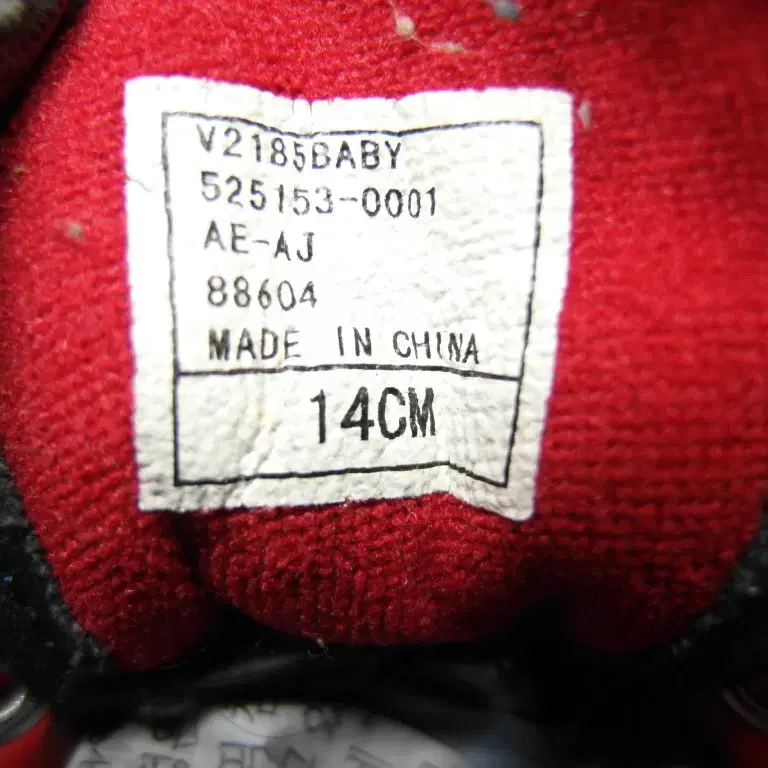 V2185BABY
525153-0001
AE-AJ
88604
MADE IN CHINA
14CM